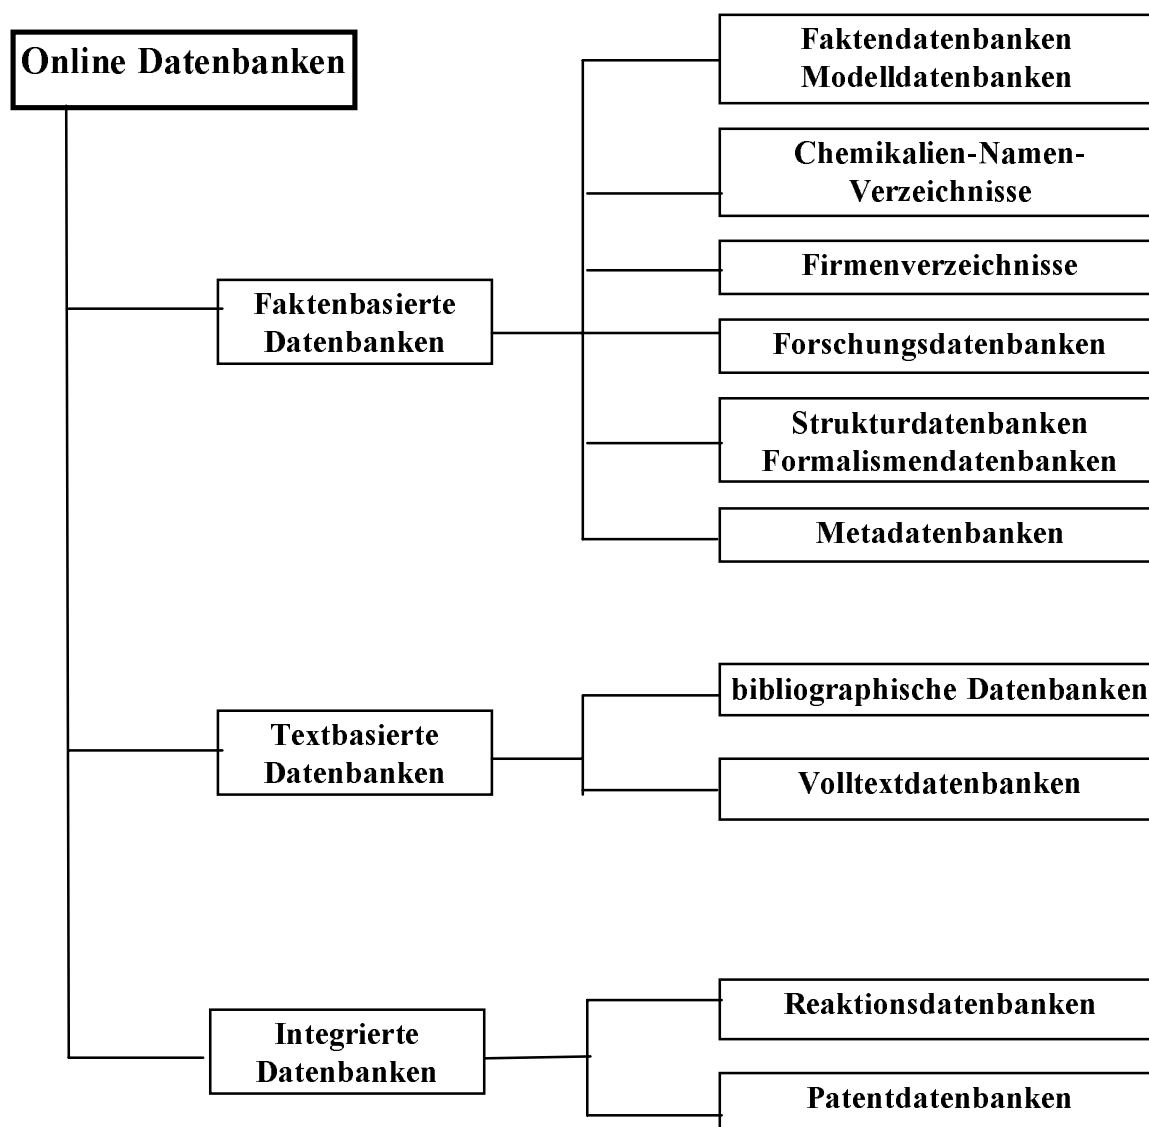 Online Datenbanken
Faktenbasierte
Datenbanken
Faktendatenbanken
Modelldatenbanken
Chemikalien-Namen-
Verzeichnisse
Firmenverzeichnisse
Forschungsdatenbanken
Strukturdatenbanken
Formalismendatenbanken
Metadatenbanken
Textbasierte
Datenbanken
bibliographische Datenbanken
Volltextdatenbanken
Integrierte
Datenbanken
Reaktionsdatenbanken
Patentdatenbanken